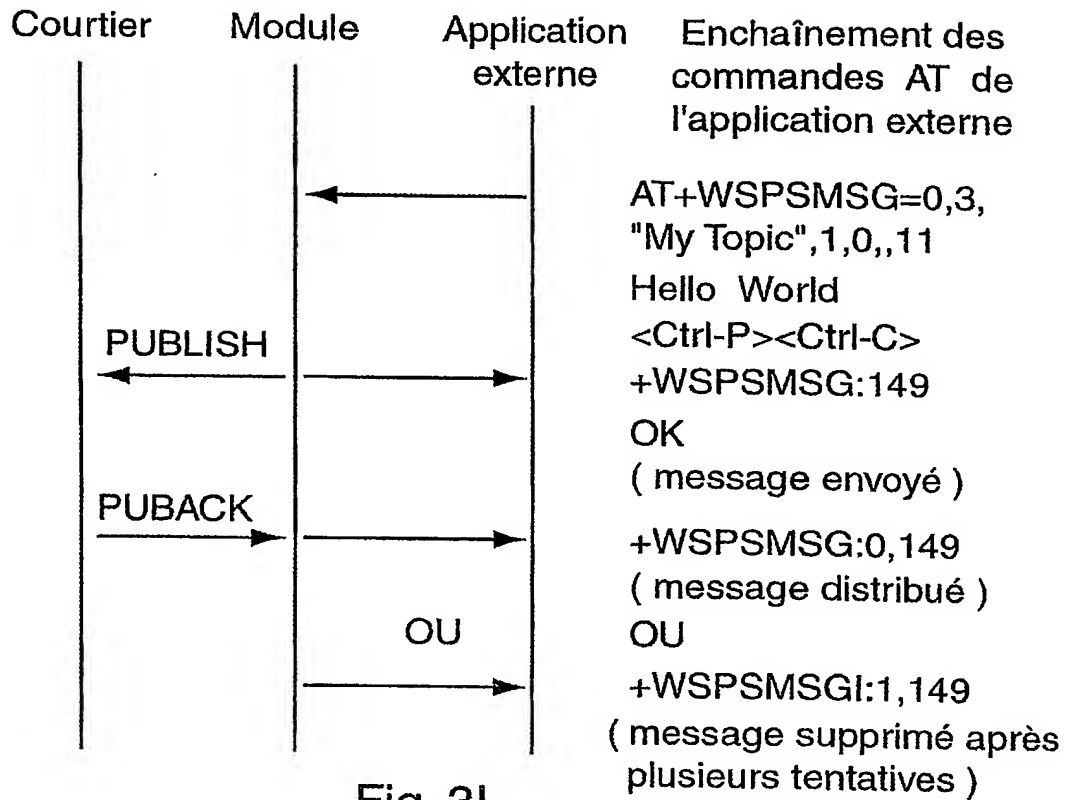 Courtier Module Application externe Enchaînement des commandes AT de l'application externe
AT+WSPSMSG=0,3,
"My Topic",1,0,,11
Hello World
<Ctrl-P><Ctrl-C>
PUBLISH
+WSPSMSG:149
OK
( message envoyé )
PUBACK
+WSPSMSG:0,149
( message distribué )
OU
OU
+WSPSMSGI:1,149
( message supprimé après
plusieurs tentatives )